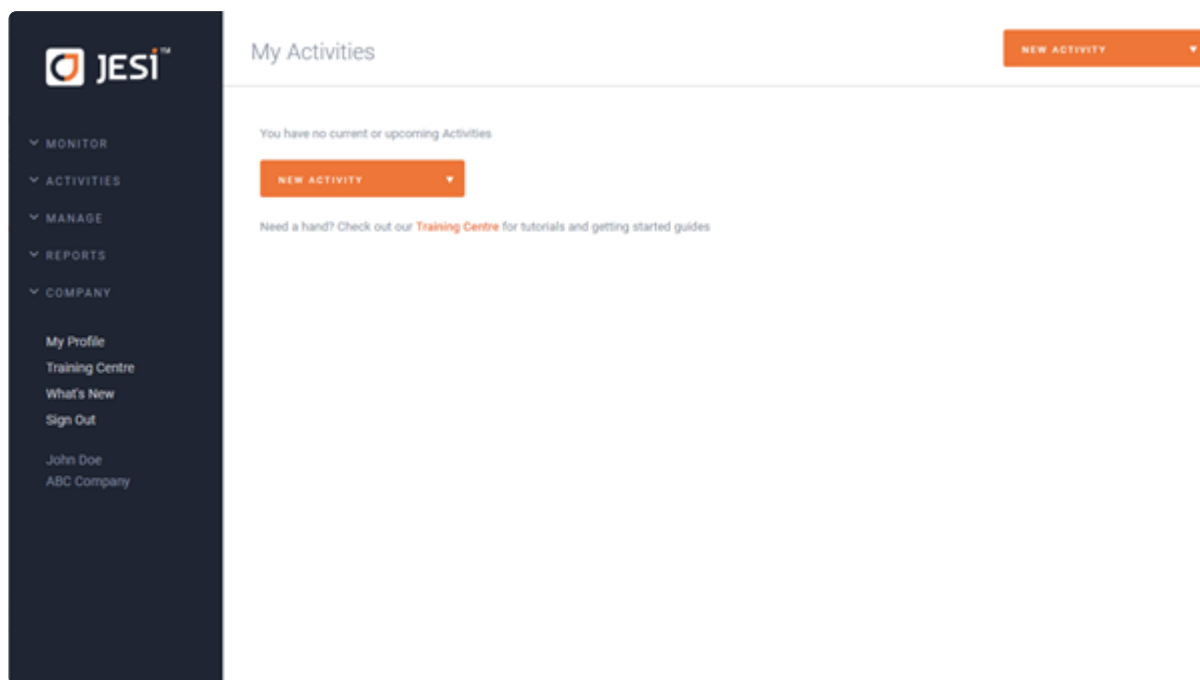 JESI™
MONITOR
ACTIVITIES
MANAGE
REPORTS
COMPANY
My Profile
Training Centre
What's New
Sign Out
John Doe
ABC Company
My Activities
NEW ACTIVITY
You have no current or upcoming Activities
NEW ACTIVITY
Need a hand? Check out our Training Centre for tutorials and getting started guides